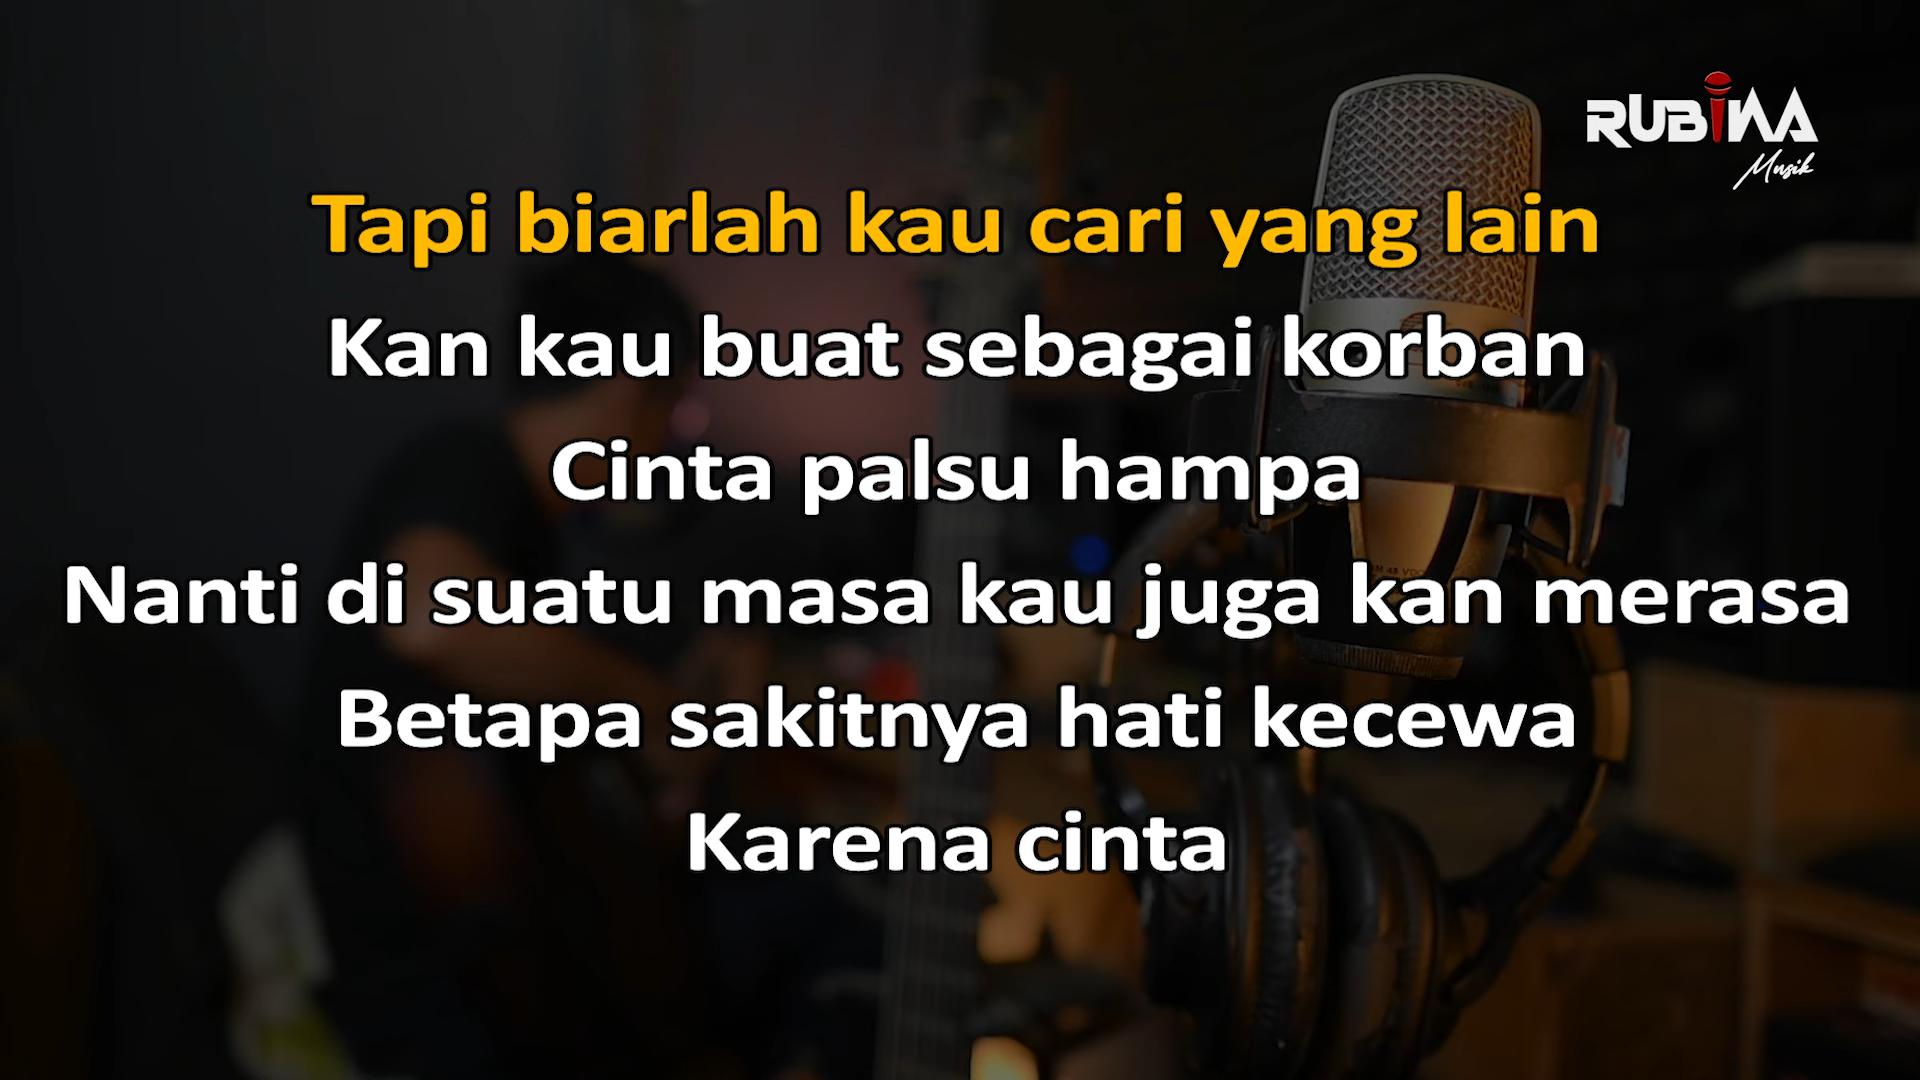 RUBINA
Musik
Tapi biarlah kau cari yang lain
Kan kau buat sebagai korban
Cinta palsu hampa
Nanti di suatu masa kau juga kan merasa
Betapa sakitnya hati kecewa
Karena cinta